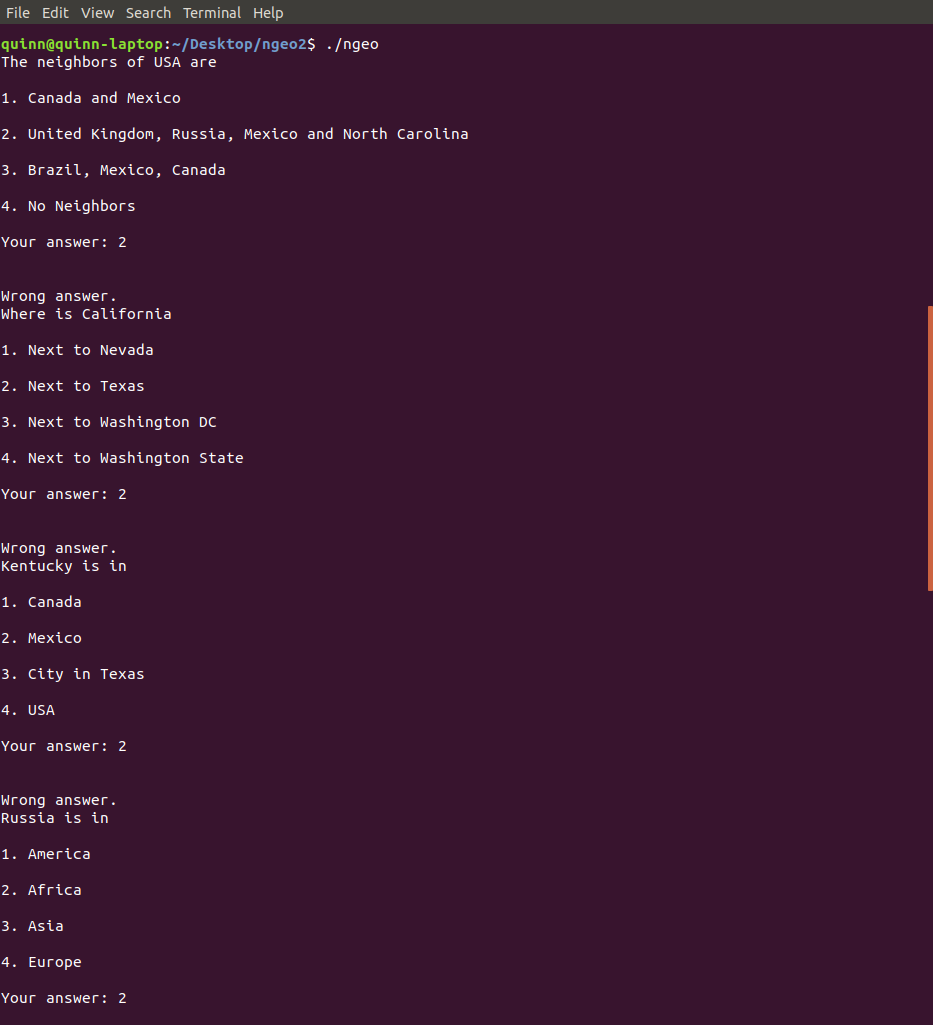 File Edit View Search Terminal Help
quinn@quinn-laptop:~/Desktop/ngeo2$ ./ngeo
The neighbors of USA are
1. Canada and Mexico
2. United Kingdom, Russia, Mexico and North Carolina
3. Brazil, Mexico, Canada
4. No Neighbors
Your answer: 2
Wrong answer.
Where is California
1. Next to Nevada
2. Next to Texas
3. Next to Washington DC
4. Next to Washington State
Your answer: 2
Wrong answer.
Kentucky is in
1. Canada
2. Mexico
3. City in Texas
4. USA
Your answer: 2
Wrong answer.
Russia is in
1. America
2. Africa
3. Asia
4. Europe
Your answer: 2